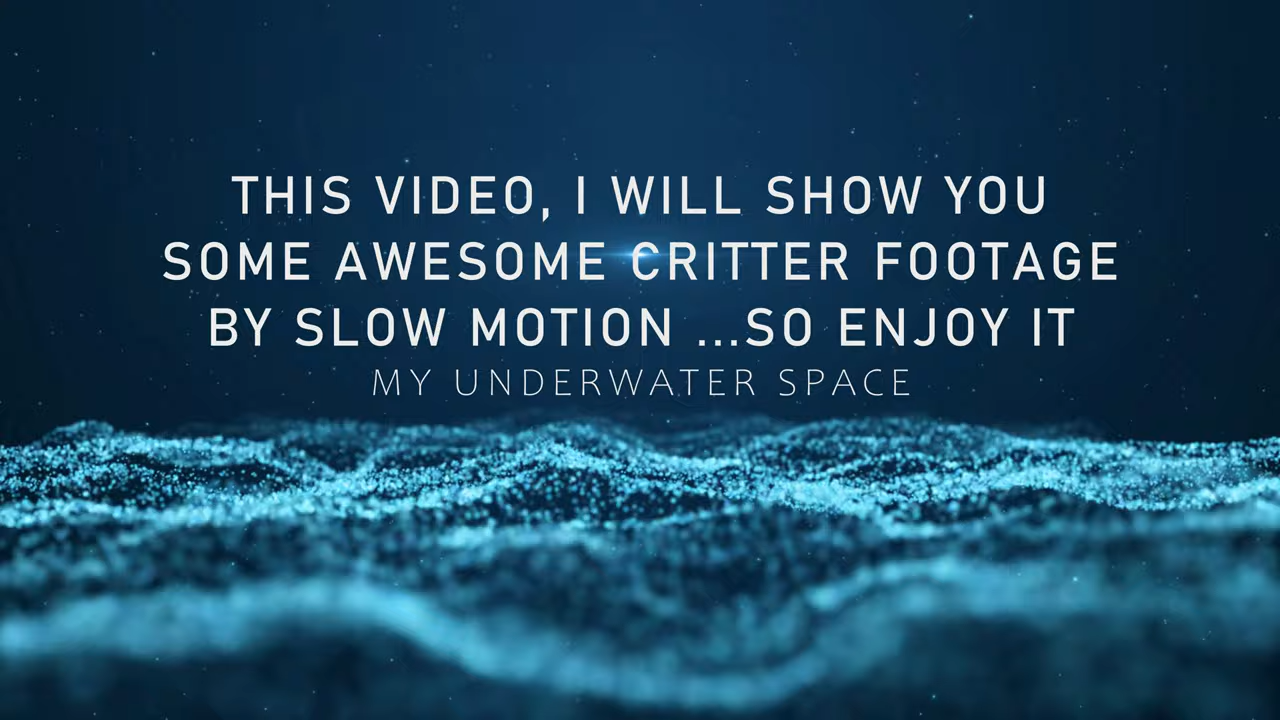 THIS VIDEO, I WILL SHOW YOU
SOME AWESOME CRITTER FOOTAGE
BY SLOW MOTION ...SO ENJOY IT
MY UNDERWATER SPACE